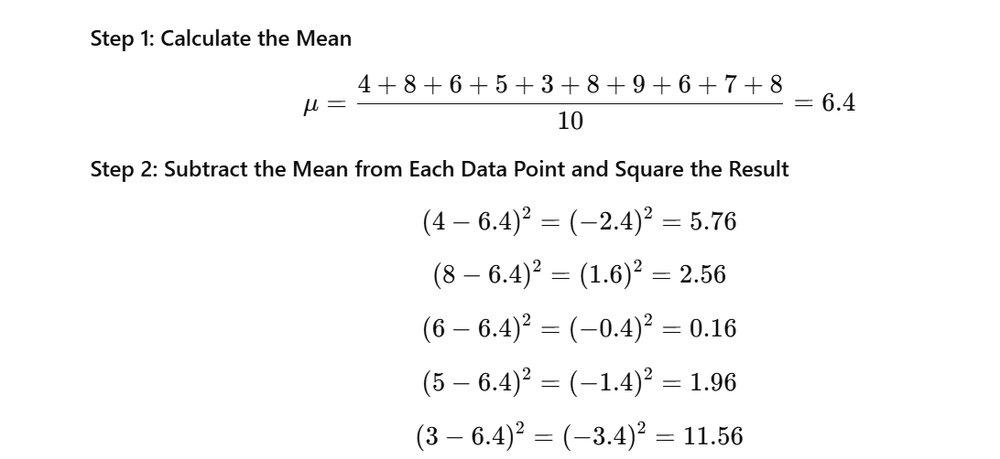 Step 1: Calculate the Mean
μ = (4 + 8 + 6 + 5 + 3 + 8 + 9 + 6 + 7 + 8) / 10 = 6.4
Step 2: Subtract the Mean from Each Data Point and Square the Result
(4 − 6.4)² = (−2.4)² = 5.76
(8 − 6.4)² = (1.6)² = 2.56
(6 − 6.4)² = (−0.4)² = 0.16
(5 − 6.4)² = (−1.4)² = 1.96
(3 − 6.4)² = (−3.4)² = 11.56